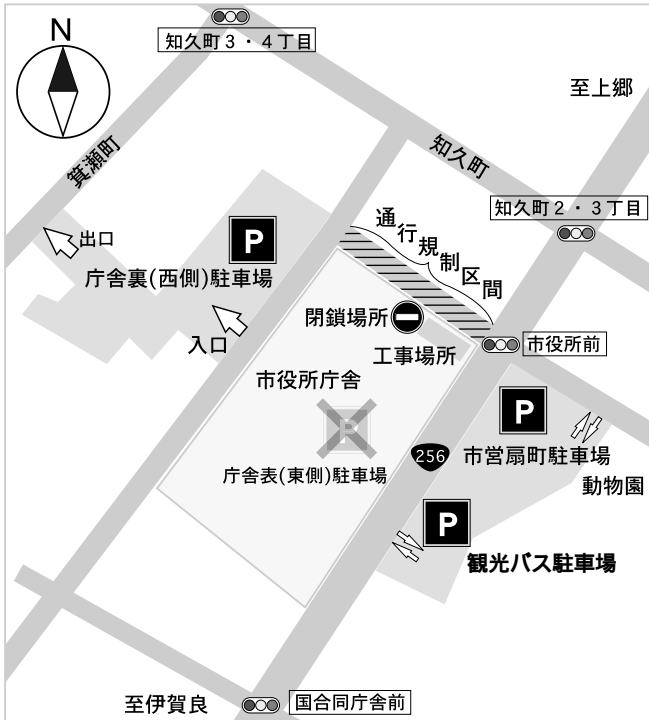 N
知久町3・4丁目
至上郷
箕瀬町
知久町
知久町2・3丁目
通行規制区間
P
出口
庁舎裏(西側)駐車場
閉鎖場所
入口
工事場所
市役所前
市役所庁舎
P
P
256
市営扇町駐車場
庁舎表(東側)駐車場
動物園
P
観光バス駐車場
至伊賀良
国合同庁舎前